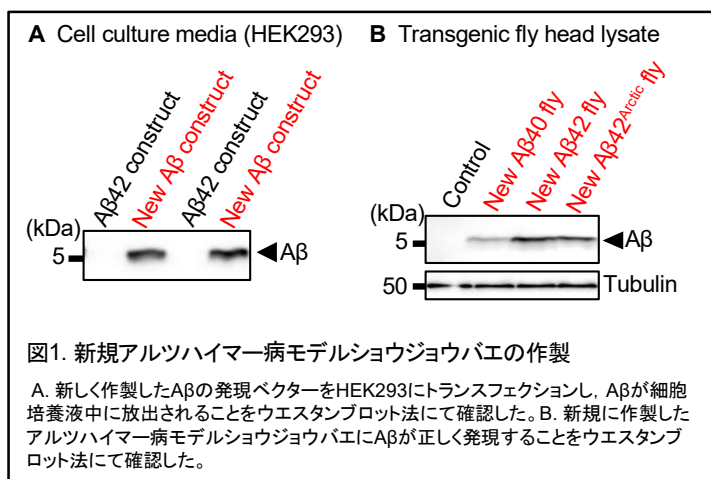 A Cell culture media (HEK293)
B Transgenic fly head lysate
Aβ42 construct
New Aβ construct
Aβ42 construct
New Aβ construct
(kDa)
5
Aβ
Control
New Aβ40 fly
New Aβ42 fly
New Aβ42Arctic fly
(kDa)
5
Aβ
50
Tubulin
図1. 新規アルツハイマー病モデルショウジョウバエの作製
A. 新しく作製したAβの発現ベクターをHEK293にトランスフェクションし, Aβが細胞
培養液中に放出されることをウエスタンブロット法にて確認した。B. 新規に作製した
アルツハイマー病モデルショウジョウバエにAβが正しく発現することをウエスタンブ
ロット法にて確認した。